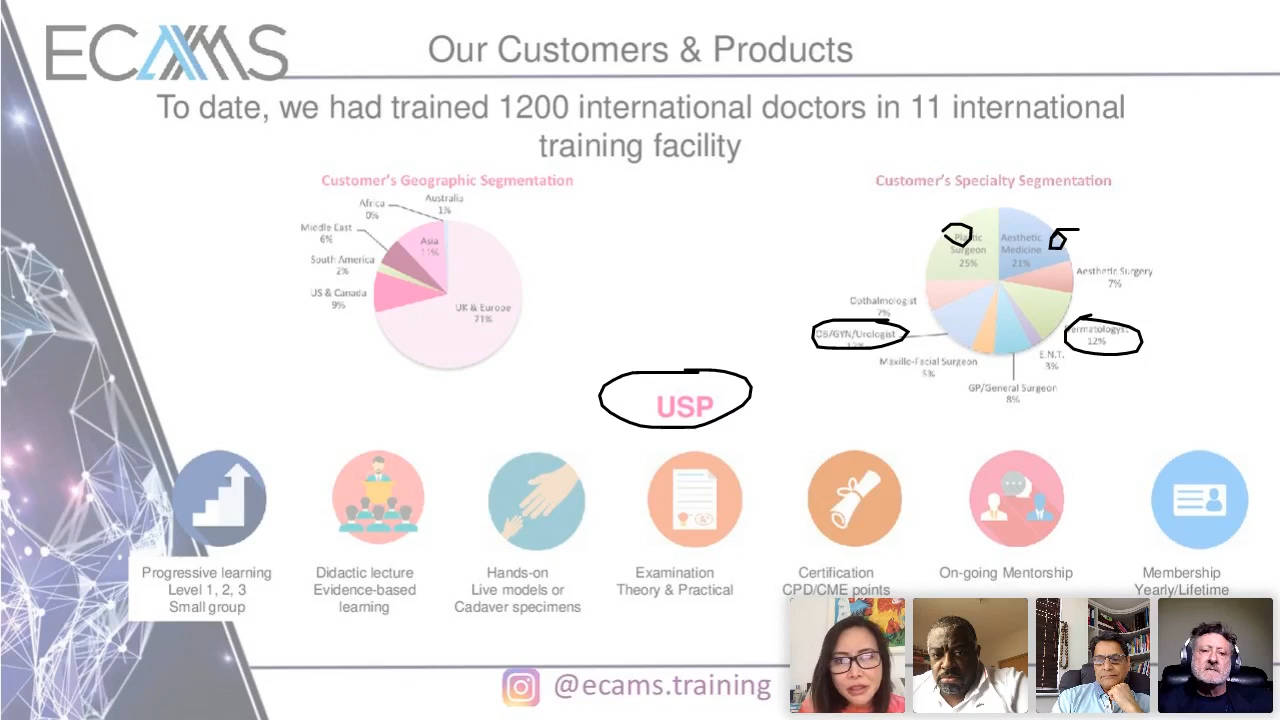 ECAMS
Our Customers & Products
To date, we had trained 1200 international doctors in 11 international
training facility
Customer's Geographic Segmentation
Australia
1%
Africa
0%
Middle East
6%
Asia
11%
South America
2%
US & Canada
9%
UK & Europe
71%
Customer's Specialty Segmentation
Plastic
Surgeon
25%
Aesthetic
Medicine
21%
Aesthetic Surgery
7%
Opthalmologist
7%
OB/GYN/Urologist
12%
Maxillo-Facial Surgeon
5%
E.N.T.
3%
GP/General Surgeon
8%
USP
Progressive learning
Level 1, 2, 3
Small group
Didactic lecture
Evidence-based
learning
Hands-on
Live models or
Cadaver specimens
Examination
Theory & Practical
Certification
CPD/CME points
On-going Mentorship
Membership
Yearly/Lifetime
@ecams.training